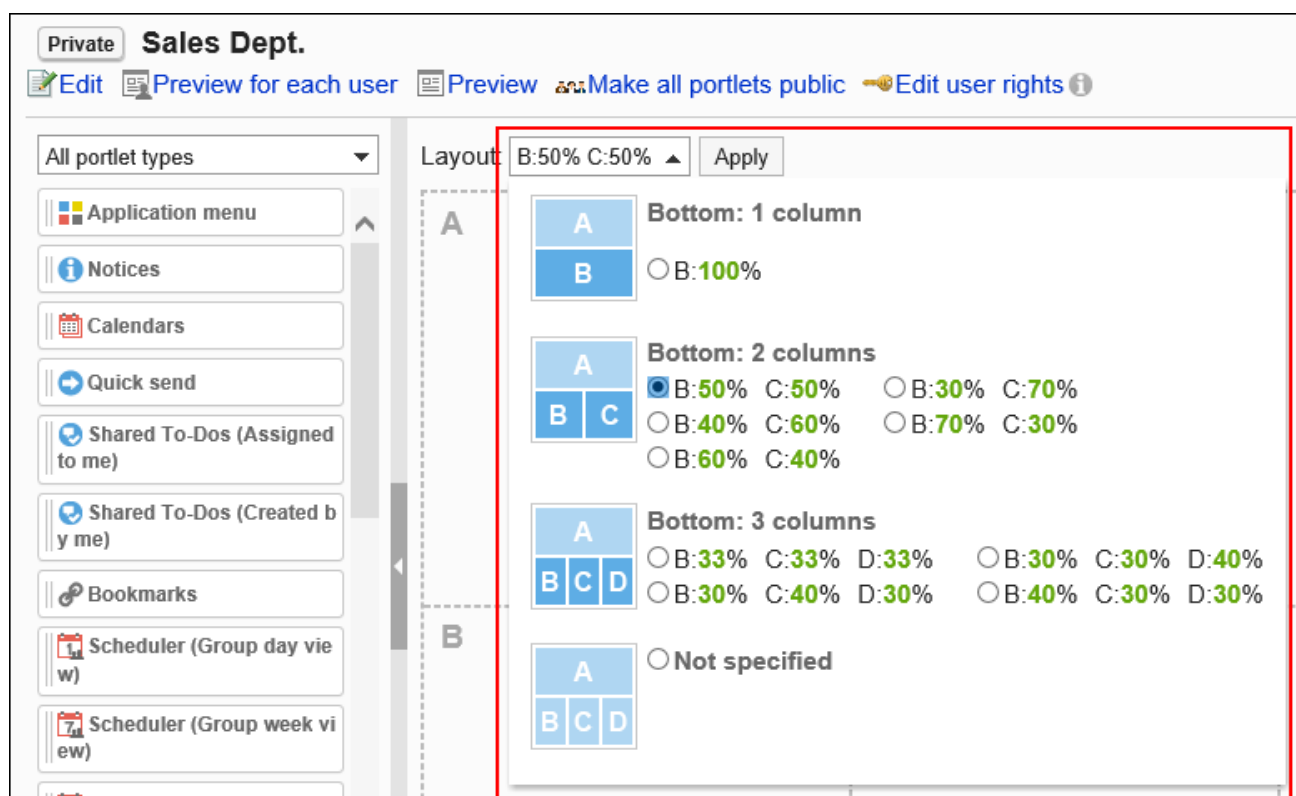 Private Sales Dept.
Edit Preview for each user Preview Make all portlets public Edit user rights i
All portlet types
Application menu
Notices
Calendars
Quick send
Shared To-Dos (Assigned
to me)
Shared To-Dos (Created b
y me)
Bookmarks
Scheduler (Group day vie
w)
Scheduler (Group week vi
ew)
Layout: B:50% C:50% Apply
A
B
A
B
Bottom: 1 column
B:100%
A
B C
Bottom: 2 columns
B:50% C:50% B:30% C:70%
B:40% C:60% B:70% C:30%
B:60% C:40%
A
B C D
Bottom: 3 columns
B:33% C:33% D:33% B:30% C:30% D:40%
B:30% C:40% D:30% B:40% C:30% D:30%
A
B C D
Not specified